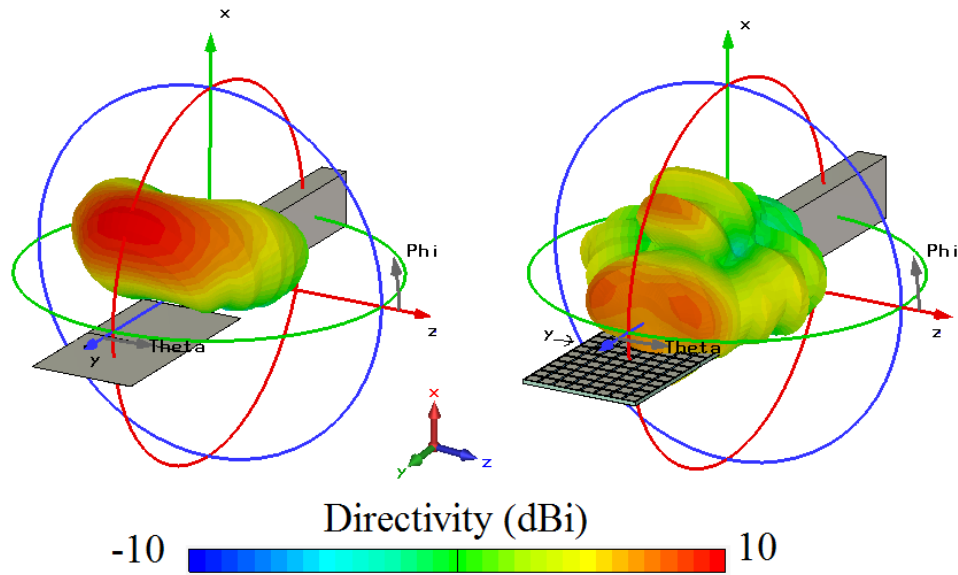 x
Phi
z
y
Theta
x
Phi
z
y
Theta
x
y
z
Directivity (dBi)
-10
10